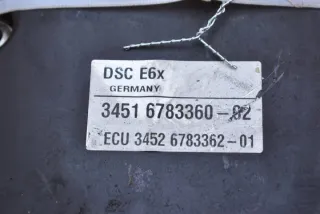 DSC E6x
GERMANY
3451 6783360-02
ECU 3452 6783362-01